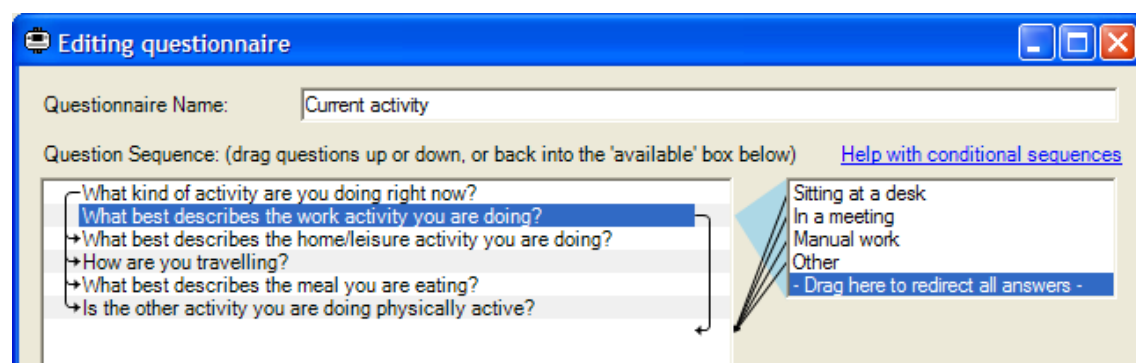 Editing questionnaire
Questionnaire Name: Current activity
Question Sequence: (drag questions up or down, or back into the 'available' box below) Help with conditional sequences
What kind of activity are you doing right now?
What best describes the work activity you are doing?
What best describes the home/leisure activity you are doing?
How are you travelling?
What best describes the meal you are eating?
Is the other activity you are doing physically active?
Sitting at a desk
In a meeting
Manual work
Other
- Drag here to redirect all answers -